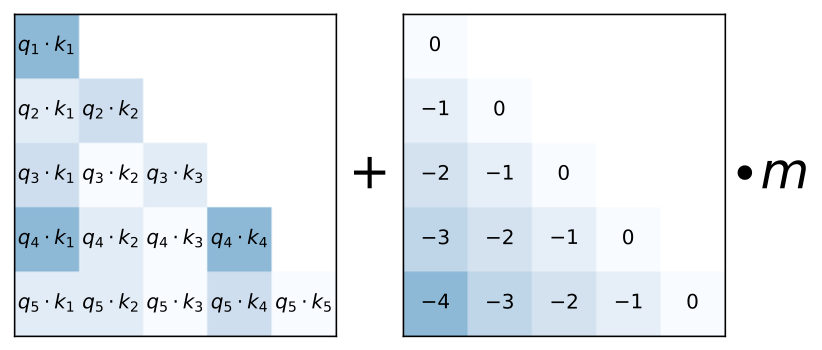 q₁ · k₁ 0
q₂ · k₁ q₂ · k₂ −1 0
q₃ · k₁ q₃ · k₂ q₃ · k₃ + −2 −1 0 • m
q₄ · k₁ q₄ · k₂ q₄ · k₃ q₄ · k₄ −3 −2 −1 0
q₅ · k₁ q₅ · k₂ q₅ · k₃ q₅ · k₄ q₅ · k₅ −4 −3 −2 −1 0